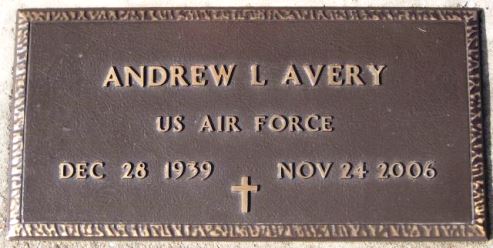 ANDREW L AVERY
US AIR FORCE
DEC 28 1939 NOV 24 2006